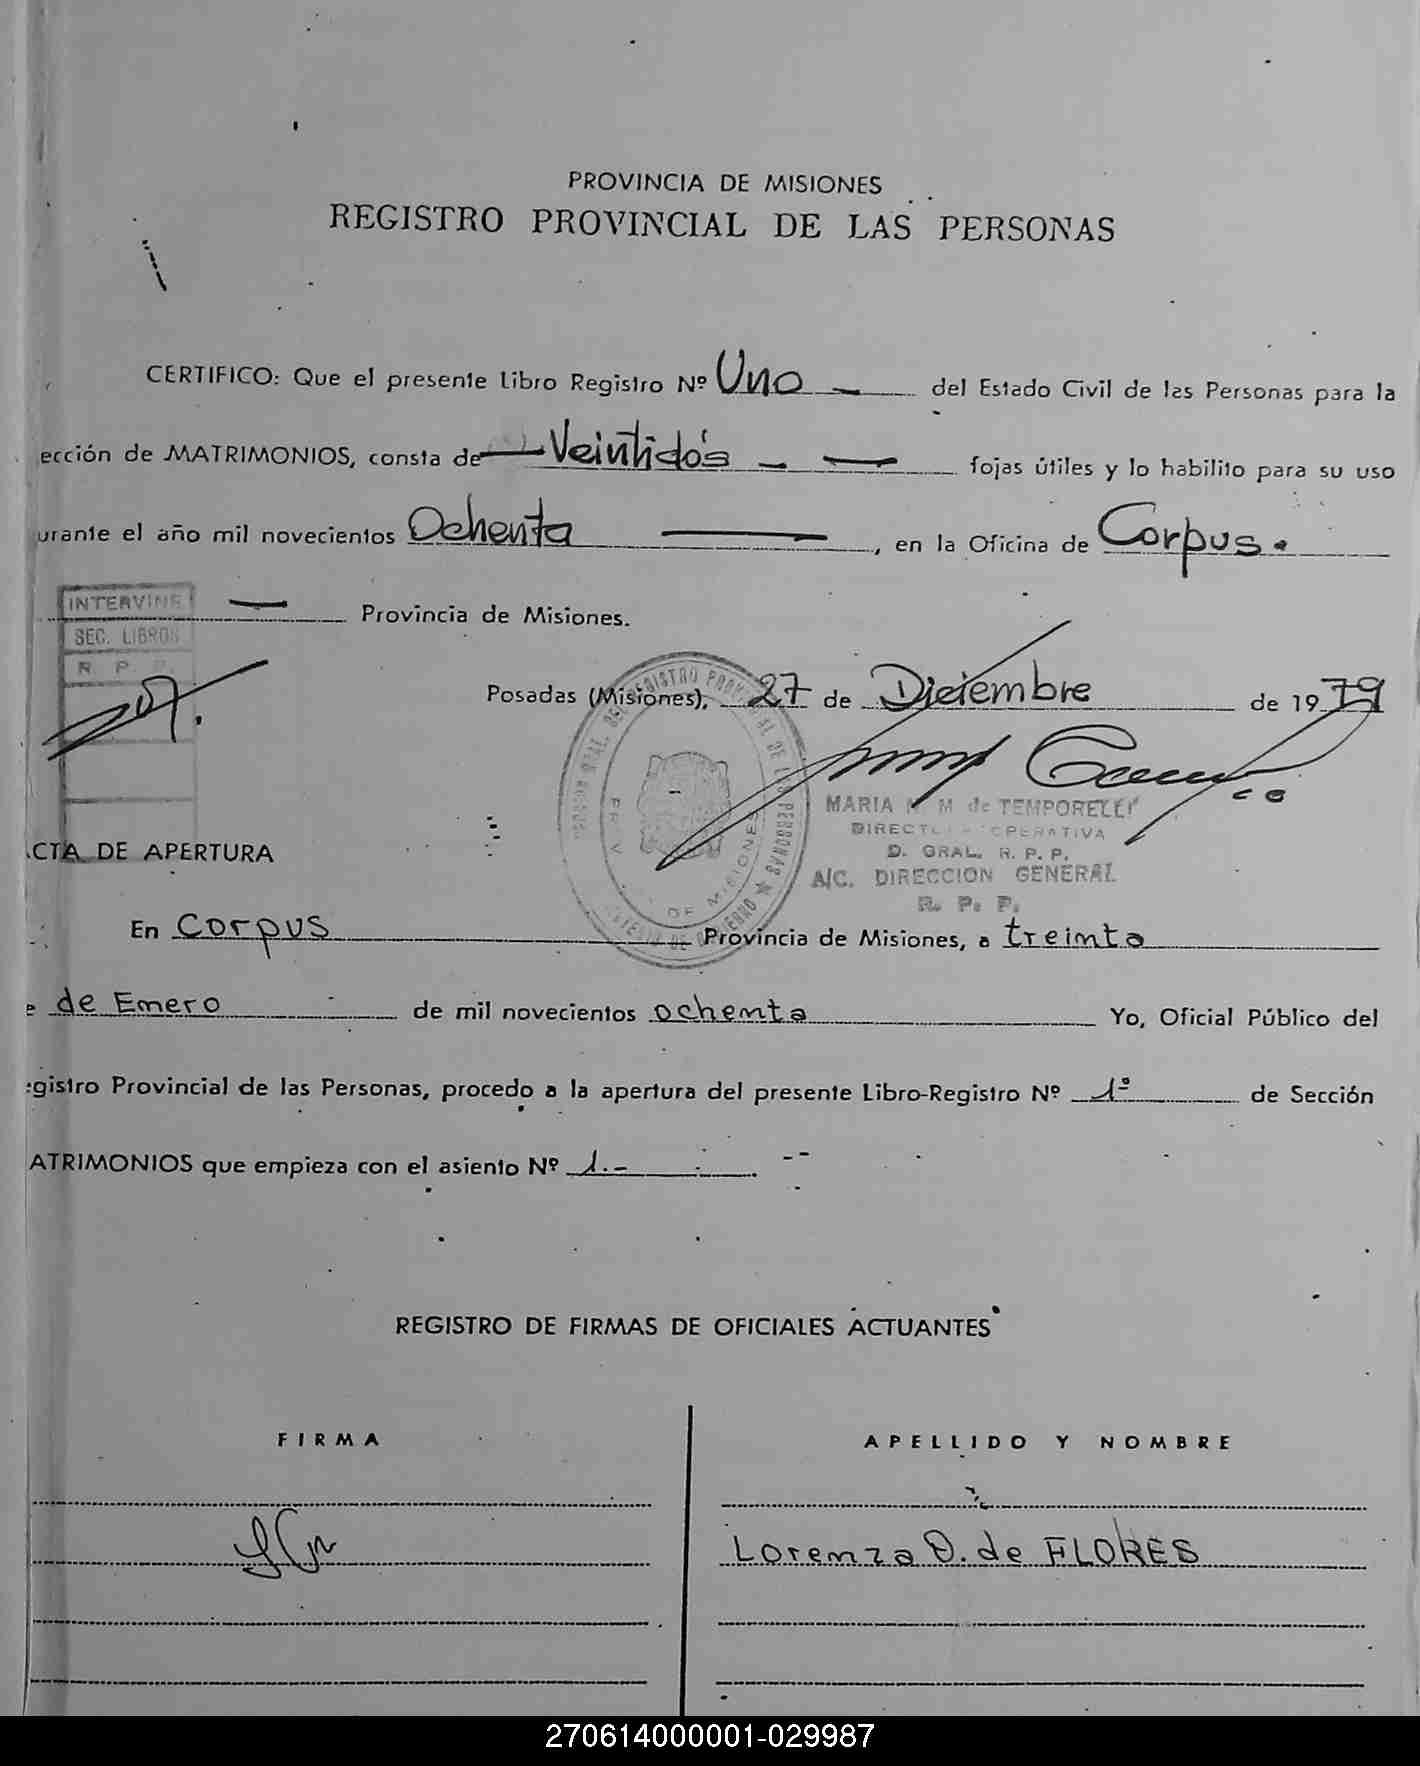 PROVINCIA DE MISIONES
REGISTRO PROVINCIAL DE LAS PERSONAS
CERTIFICO: Que el presente Libro Registro Nº Uno — del Estado Civil de las Personas para la
ección de MATRIMONIOS, consta de — Veintidós — — fojas útiles y lo habilito para su uso
urante el año mil novecientos Ochenta —, en la Oficina de Corpus.
— Provincia de Misiones.
INTERVINE
SEC. LIBROS
R. P. P.
Posadas (Misiones), 27 de Diciembre de 1979
MARIA M de TEMPORELLI
OPERATIVA
D. GRAL. R. P. P.
A/C. DIRECCION GENERAL
R. P. P.
DE MISIONES
ACTA DE APERTURA
En Corpus Provincia de Misiones, a treinta
e de Enero de mil novecientos ochenta Yo, Oficial Público del
egistro Provincial de las Personas, procedo a la apertura del presente Libro-Registro Nº 1º de Sección
ATRIMONIOS que empieza con el asiento Nº 1.-
REGISTRO DE FIRMAS DE OFICIALES ACTUANTES
FIRMA APELLIDO Y NOMBRE
Lorenza O. de FLORES
270614000001-029987